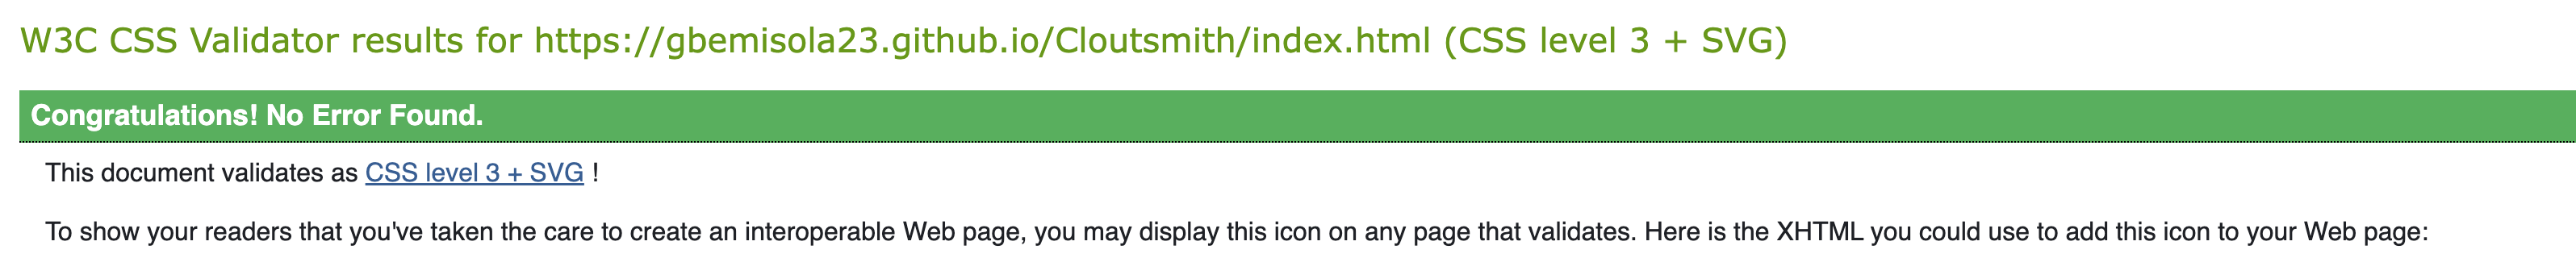 W3C CSS Validator results for https://gbemisola23.github.io/Cloutsmith/index.html (CSS level 3 + SVG)
Congratulations! No Error Found.
This document validates as CSS level 3 + SVG !
To show your readers that you've taken the care to create an interoperable Web page, you may display this icon on any page that validates. Here is the XHTML you could use to add this icon to your Web page: